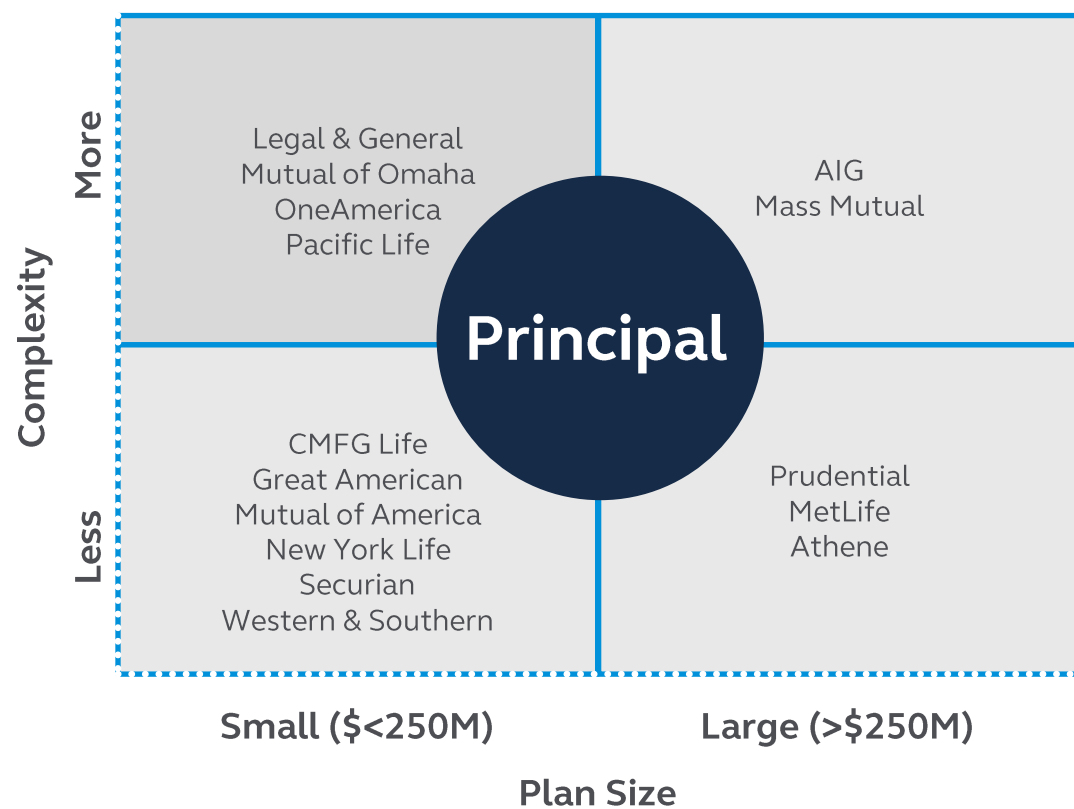 More
Legal & General
Mutual of Omaha
OneAmerica
Pacific Life
AIG
Mass Mutual
Complexity
Principal
Less
CMFG Life
Great American
Mutual of America
New York Life
Securian
Western & Southern
Prudential
MetLife
Athene
Small ($<250M)
Large (>$250M)
Plan Size